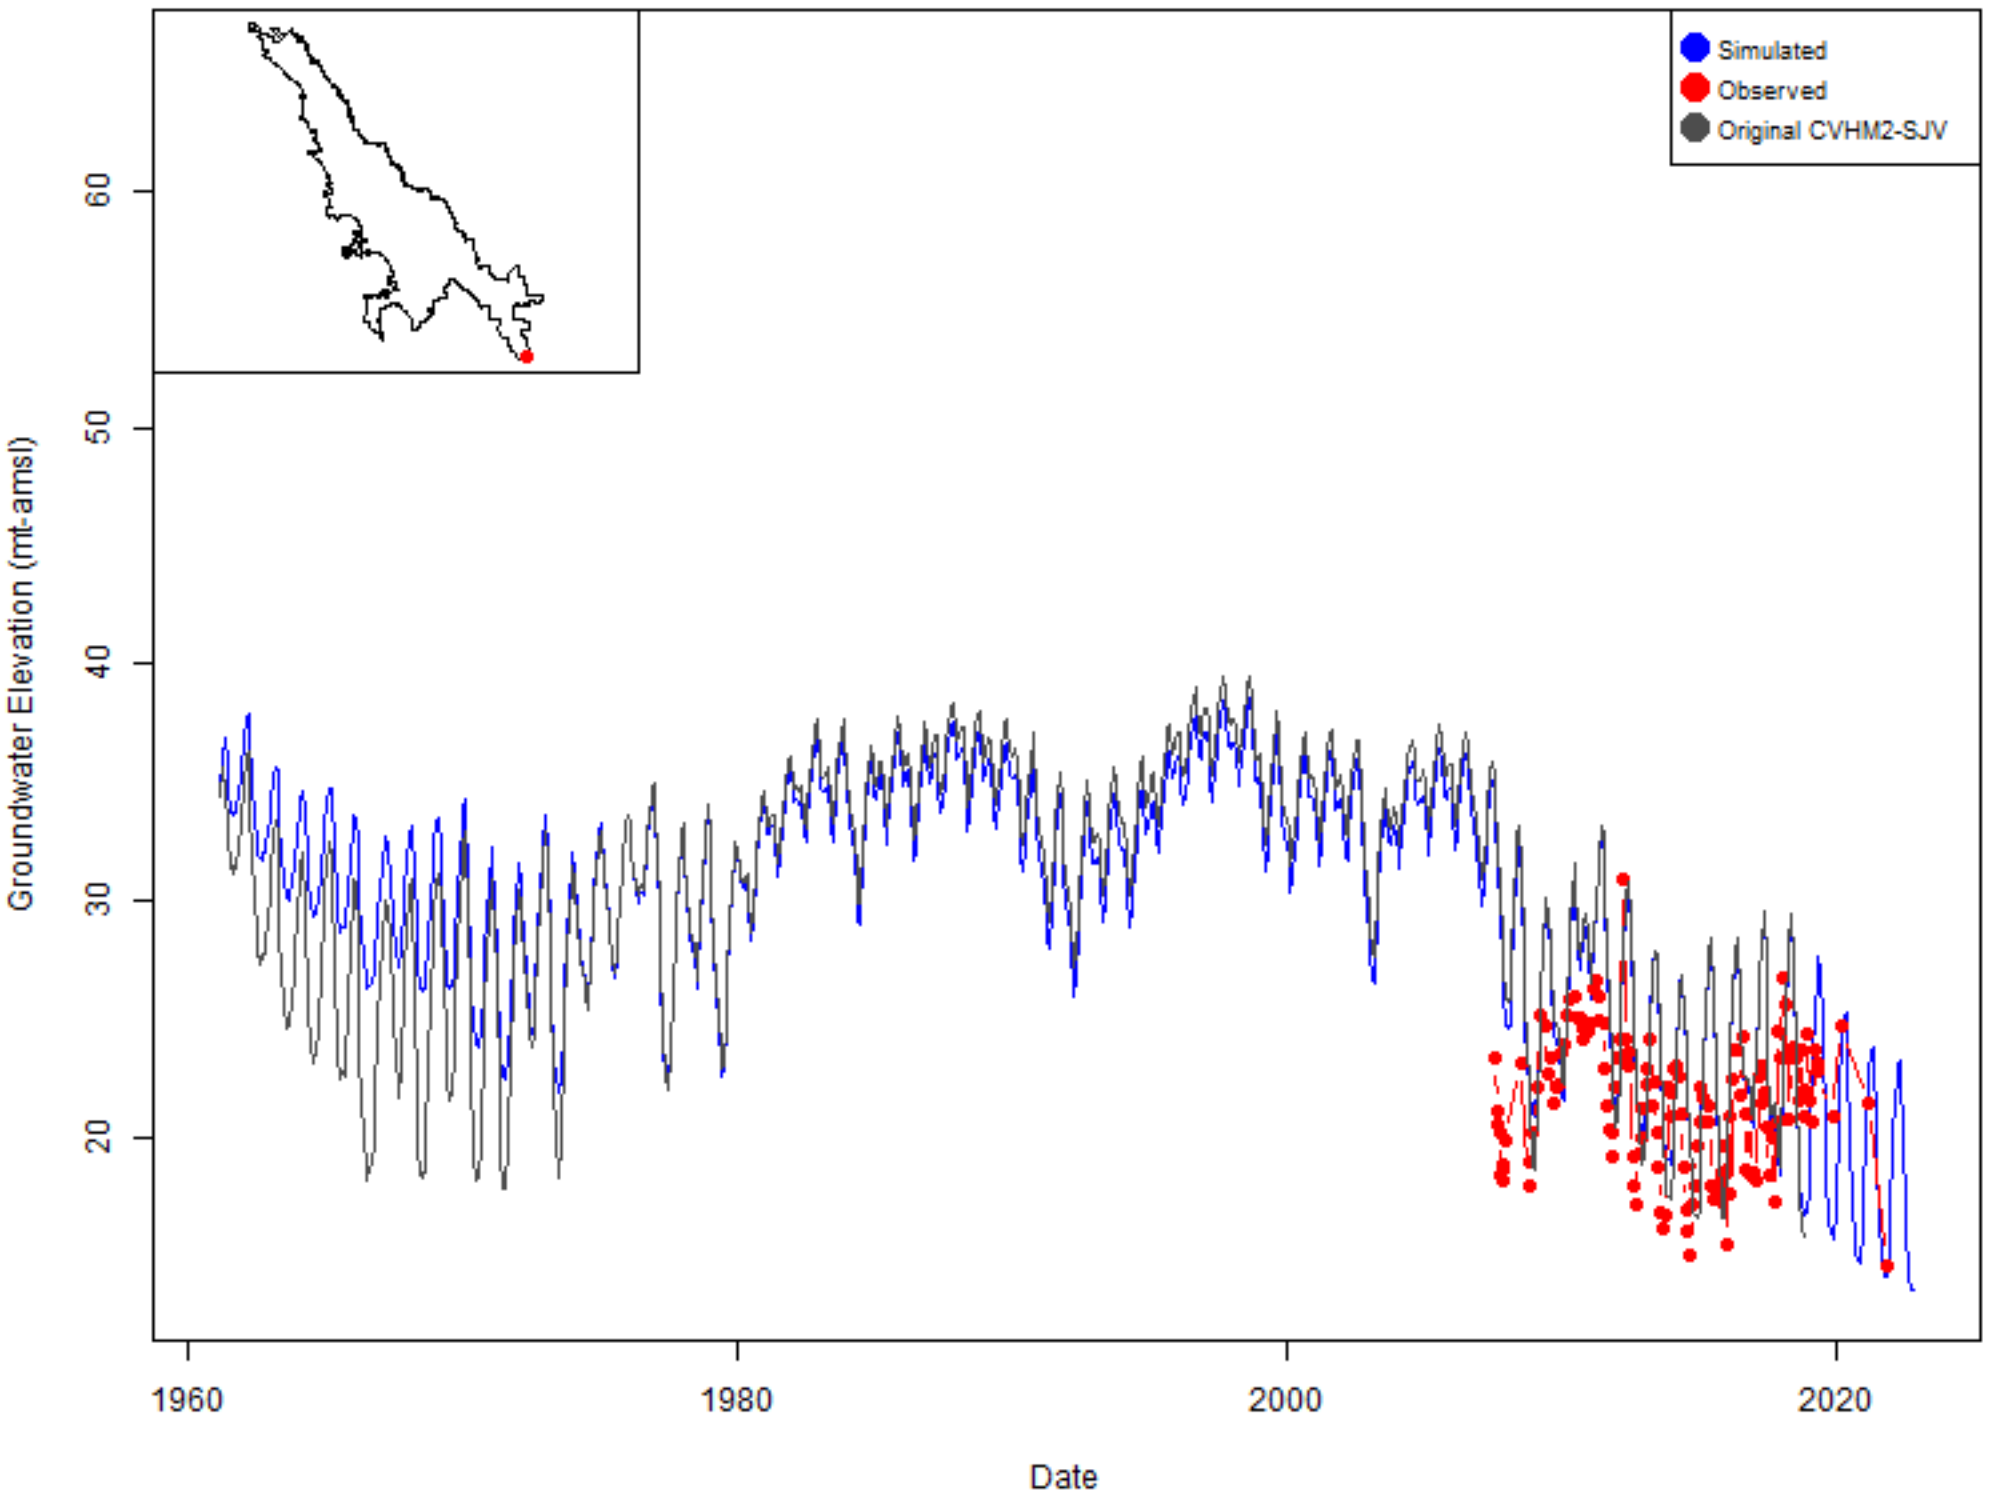 Simulated
Observed
Original CVHM2-SJV
Groundwater Elevation (mt-amsl)
60
50
40
30
20
1960 1980 2000 2020
Date